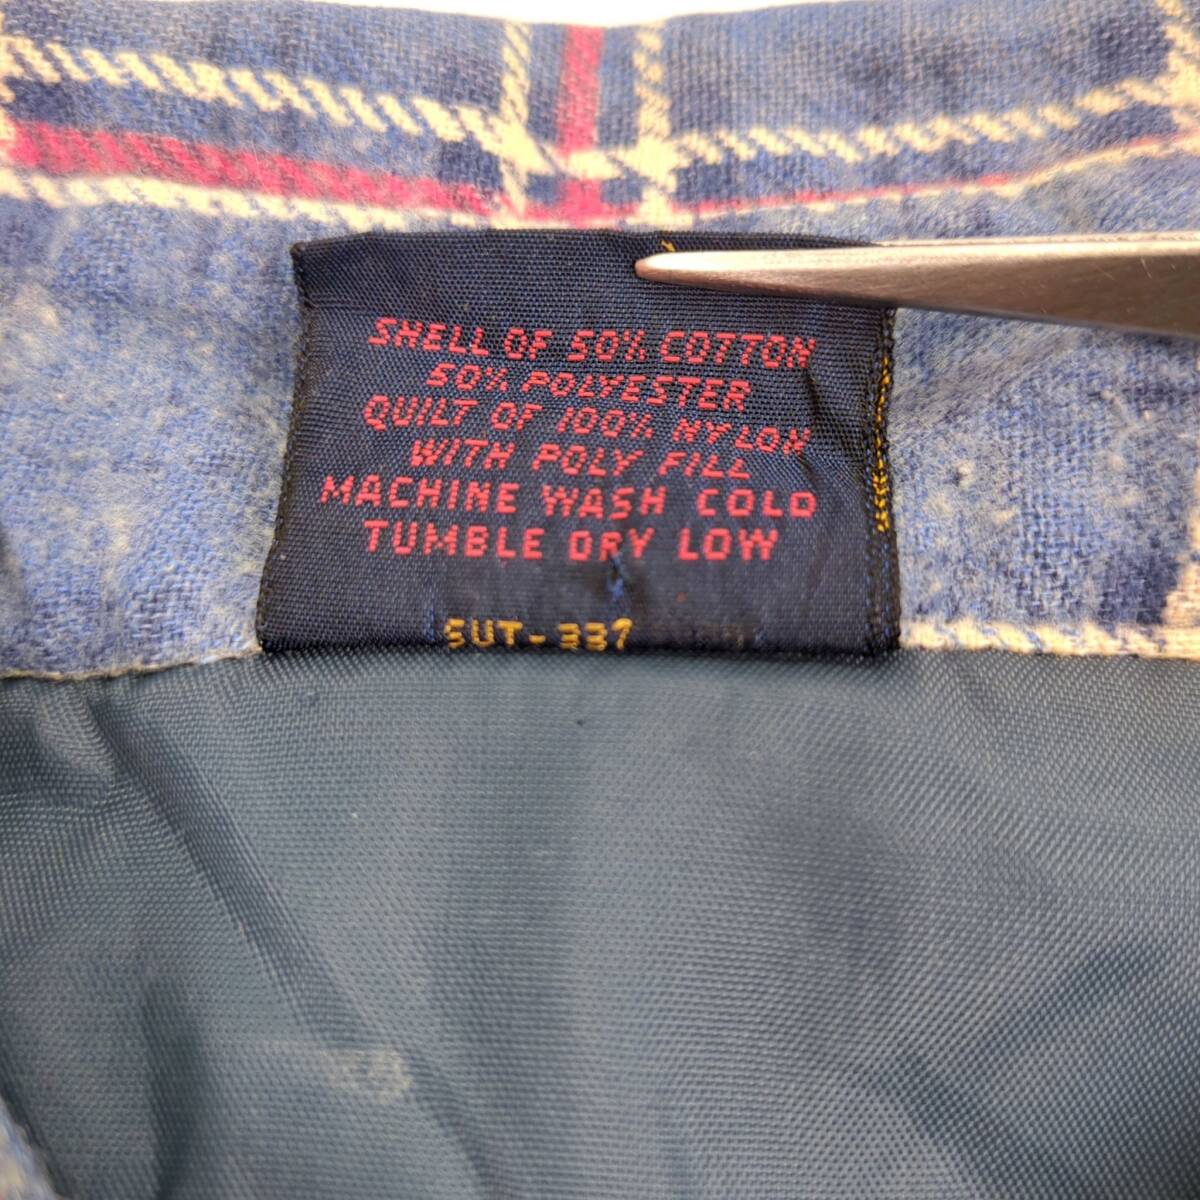 SHELL OF 50% COTTON
50% POLYESTER
QUILT OF 100% NYLON
WITH POLY FILL
MACHINE WASH COLD
TUMBLE DRY LOW
SUT-337